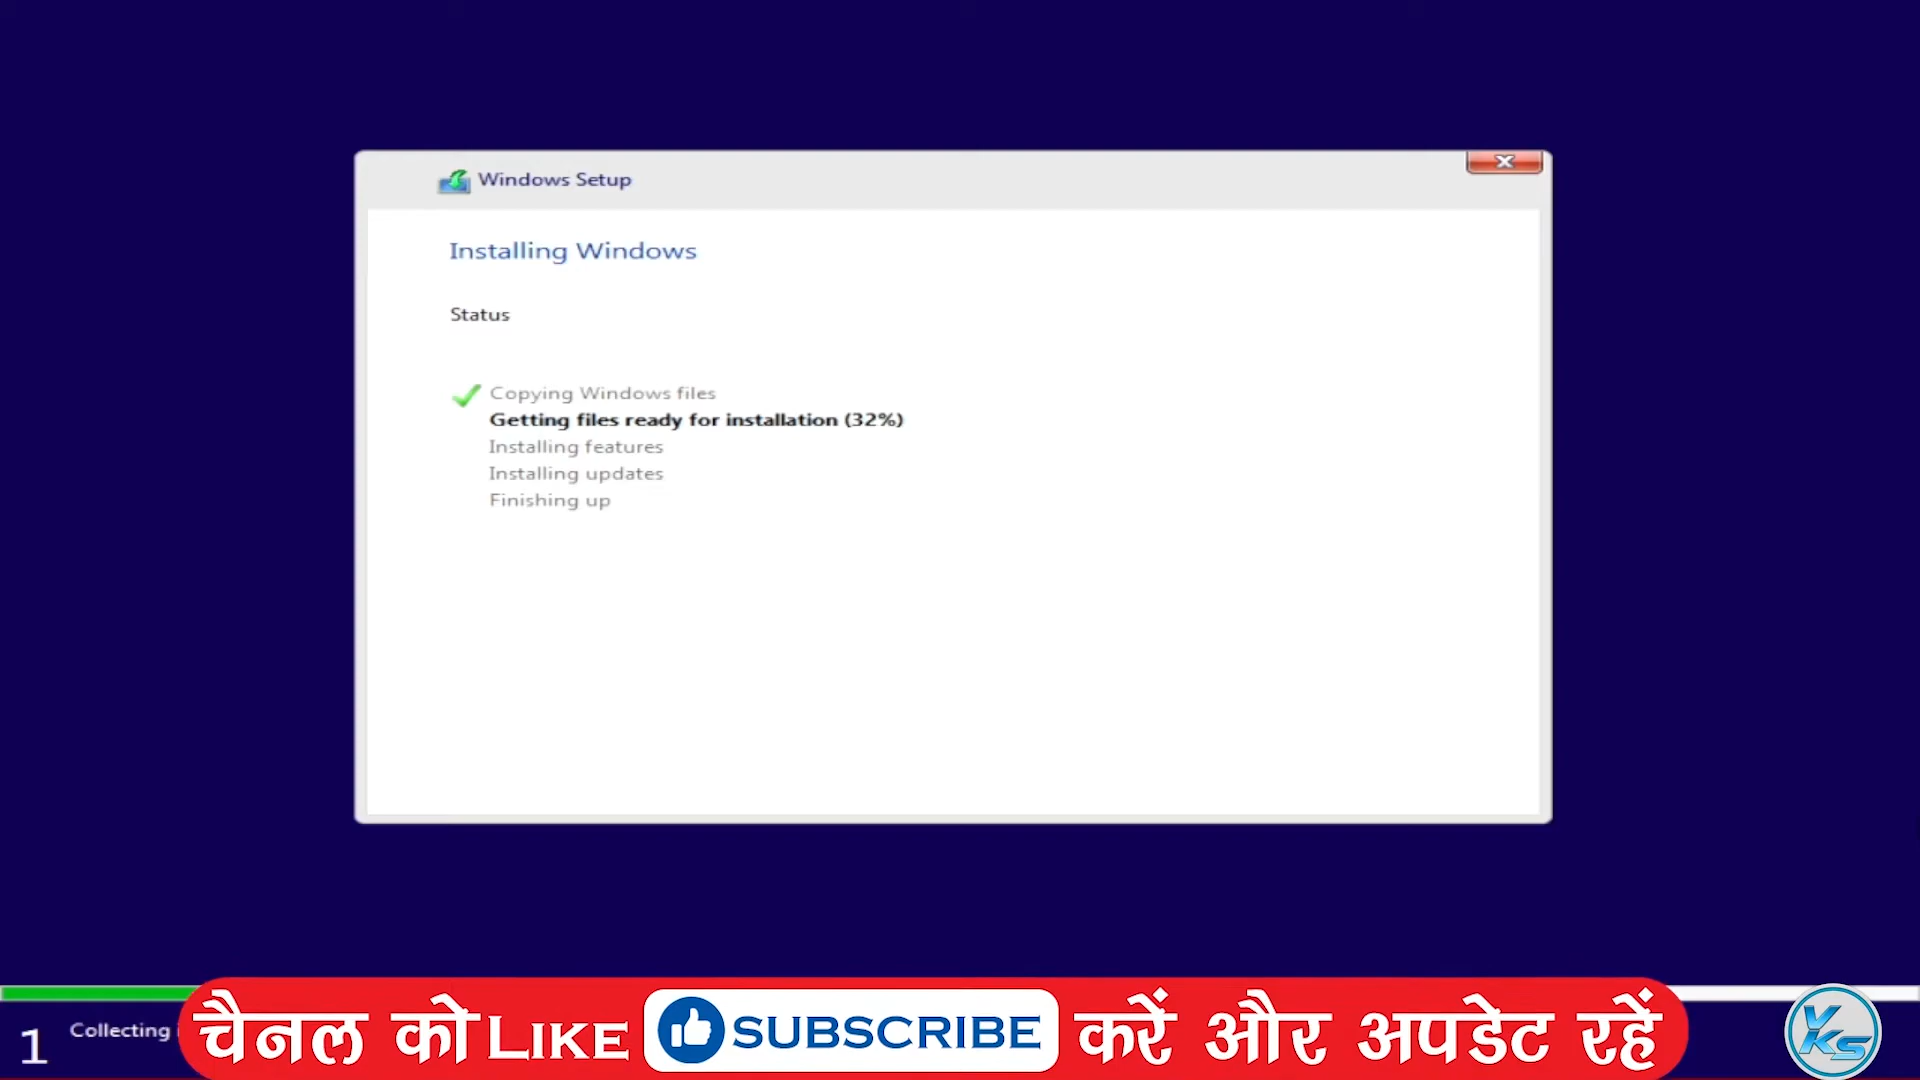 Windows Setup
Installing Windows
Status
Copying Windows files
Getting files ready for installation (32%)
Installing features
Installing updates
Finishing up
1 Collecting
चैनल को LIKE SUBSCRIBE करें और अपडेट रहें
YKS